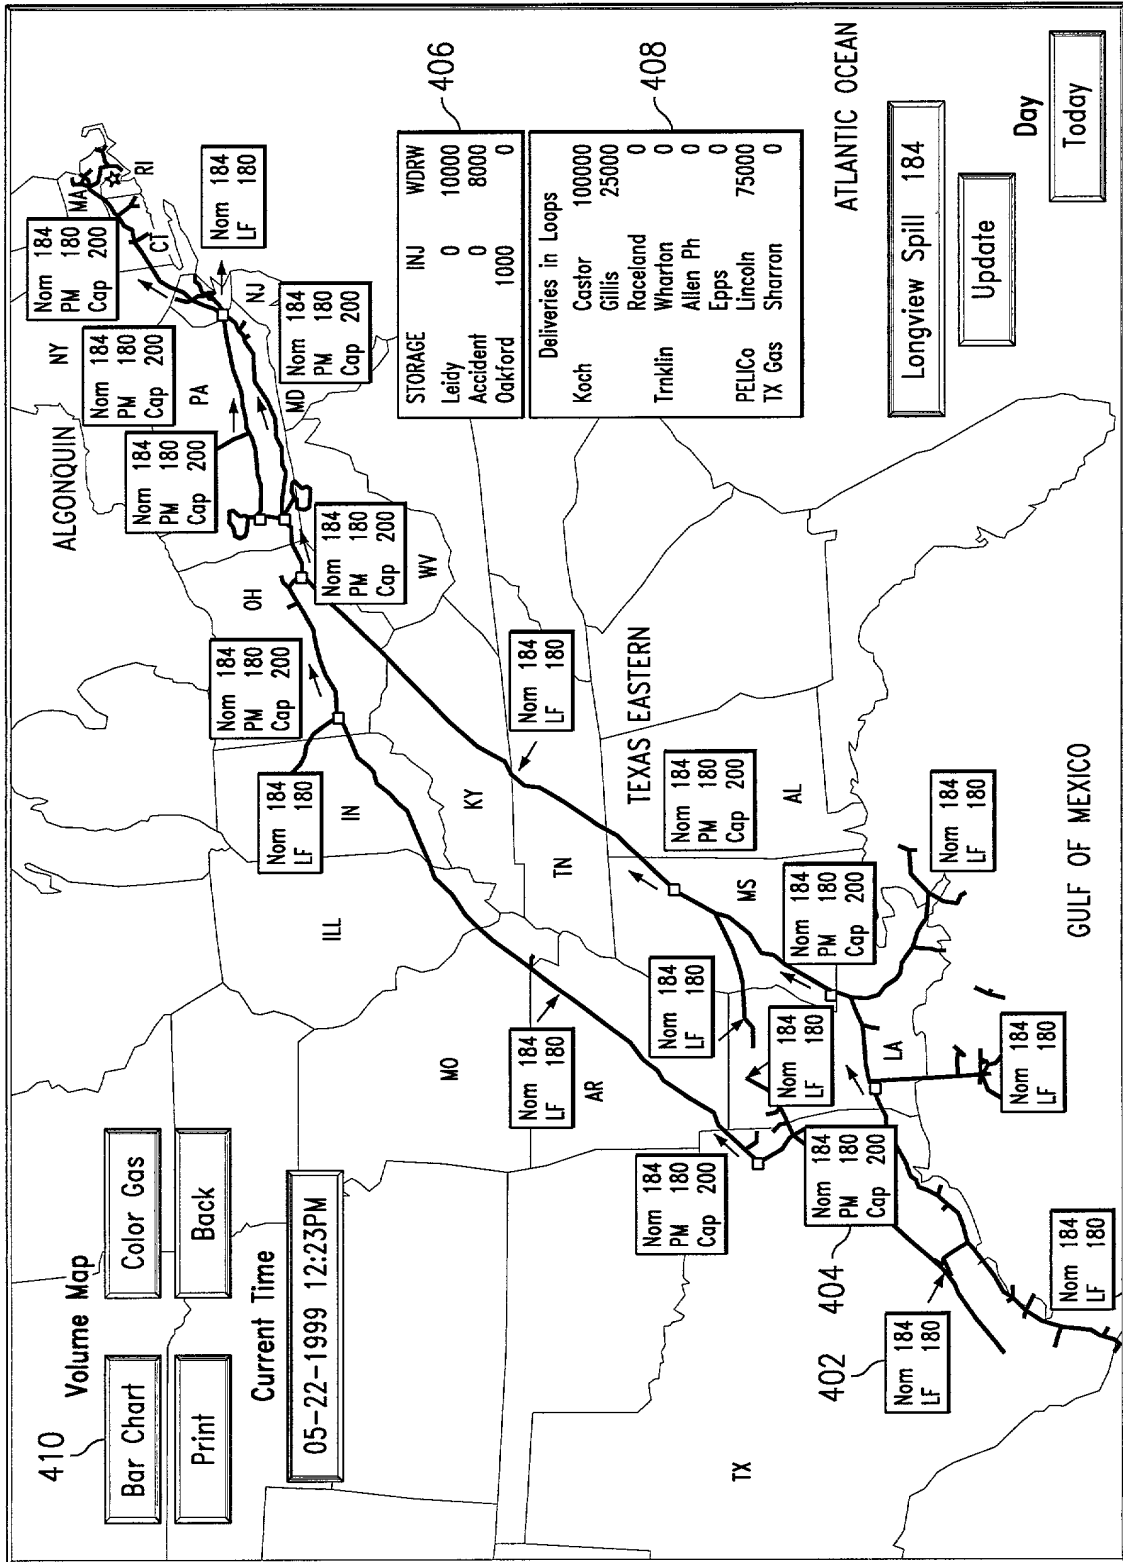 410
Volume Map
Bar Chart
Color Gas
Print
Back
Current Time
05-22-1999 12:23PM
ALGONQUIN
NY
Nom 184
PM 180
Cap 200
MA
Nom 184
PM 180
Cap 200
CT
RI
Nom 184
PM 180
Cap 200
PA
Nom 184
LF 180
NJ
OH
Nom 184
PM 180
Cap 200
MD
Nom 184
PM 180
Cap 200
Nom 184
LF 180
IN
Nom 184
PM 180
Cap 200
WV
ILL
KY
MO
STORAGE INJ WDRW
Leidy 0 10000
Accident 0 8000
Oakford 1000 0
406
Nom 184
LF 180
Nom 184
LF 180
AR
TN
Deliveries in Loops
Koch Castor 100000
Gillis 25000
Raceland 0
Trnklin Wharton 0
Allen Ph 0
Epps 0
PELICo Lincoln 75000
TX Gas Sharron 0
408
TEXAS EASTERN
Nom 184
PM 180
Cap 200
Nom 184
LF 180
Nom 184
PM 180
Cap 200
AL
MS
TX
Nom 184
LF 180
Nom 184
PM 180
Cap 200
Nom 184
PM 180
Cap 200
402
404
ATLANTIC OCEAN
Nom 184
LF 180
LA
Longview Spill 184
Nom 184
LF 180
Update
Nom 184
LF 180
Day
Today
Nom 184
LF 180
GULF OF MEXICO